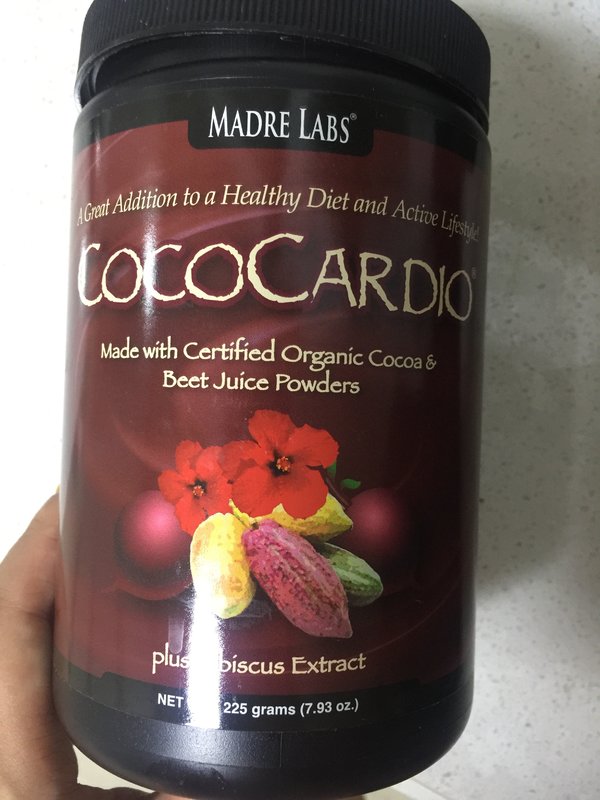 MADRE LABS®
A Great Addition to a Healthy Diet and Active Lifestyle!
COCOCARDIO®
Made with Certified Organic Cocoa &
Beet Juice Powders
plus Extract
NET 225 grams (7.93 oz.)